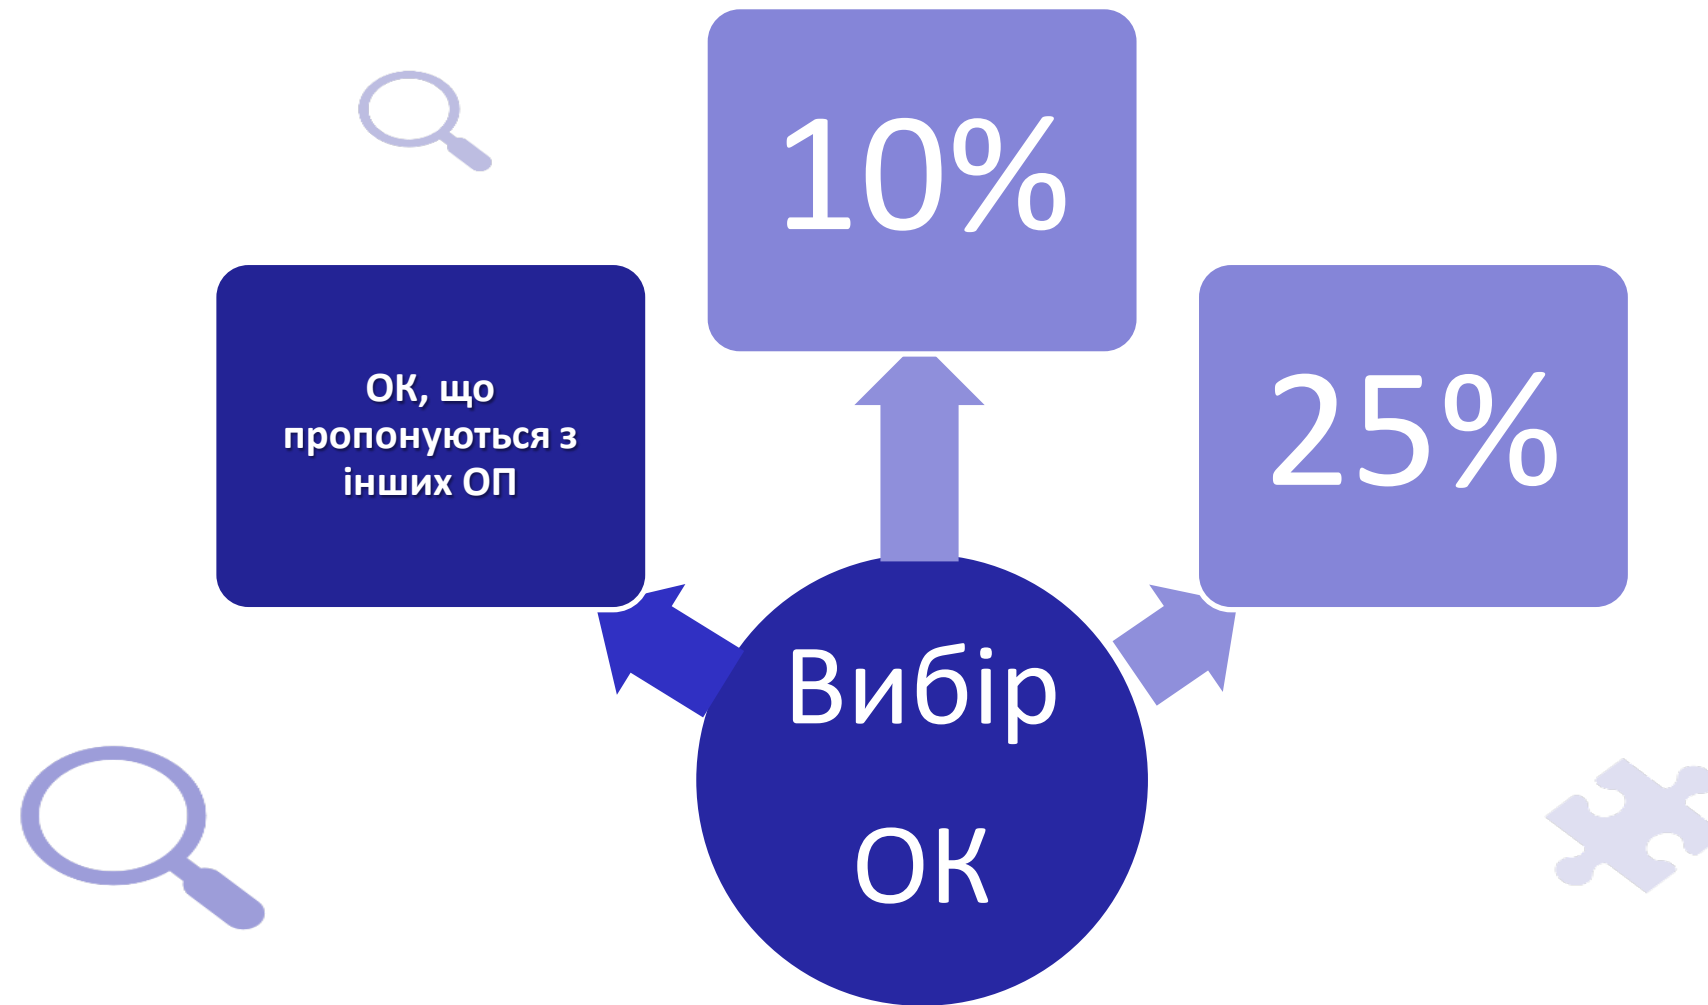 10%
ОК, що
пропонуються з
інших ОП
25%
Вибір
ОК